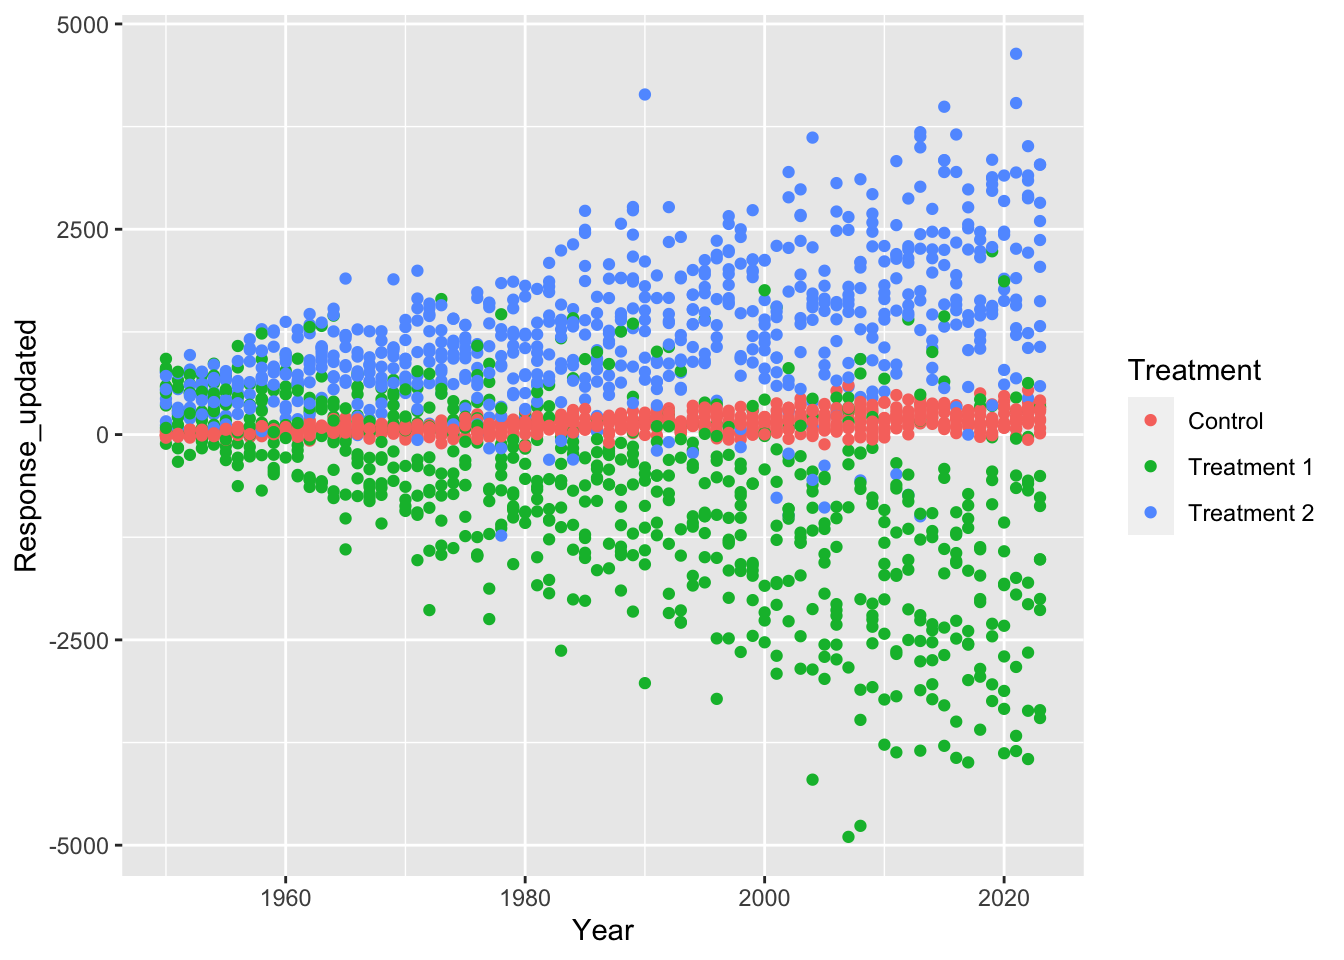 5000
2500
0
-2500
-5000
Response_updated
1960
1980
2000
2020
Year
Treatment
Control
Treatment 1
Treatment 2